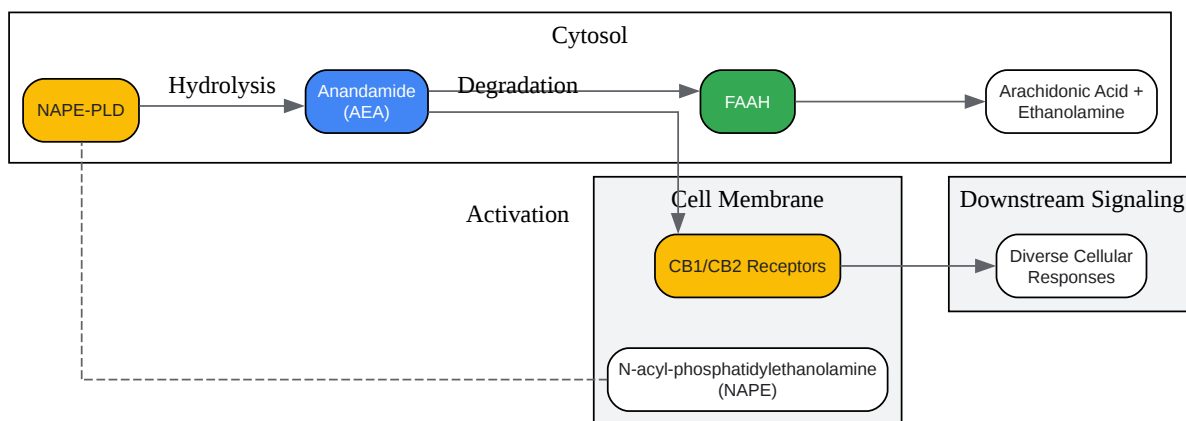 Cytosol
NAPE-PLD
Hydrolysis
Anandamide
(AEA)
Degradation
FAAH
Arachidonic Acid +
Ethanolamine
Activation
Cell Membrane
CB1/CB2 Receptors
N-acyl-phosphatidylethanolamine
(NAPE)
Downstream Signaling
Diverse Cellular
Responses